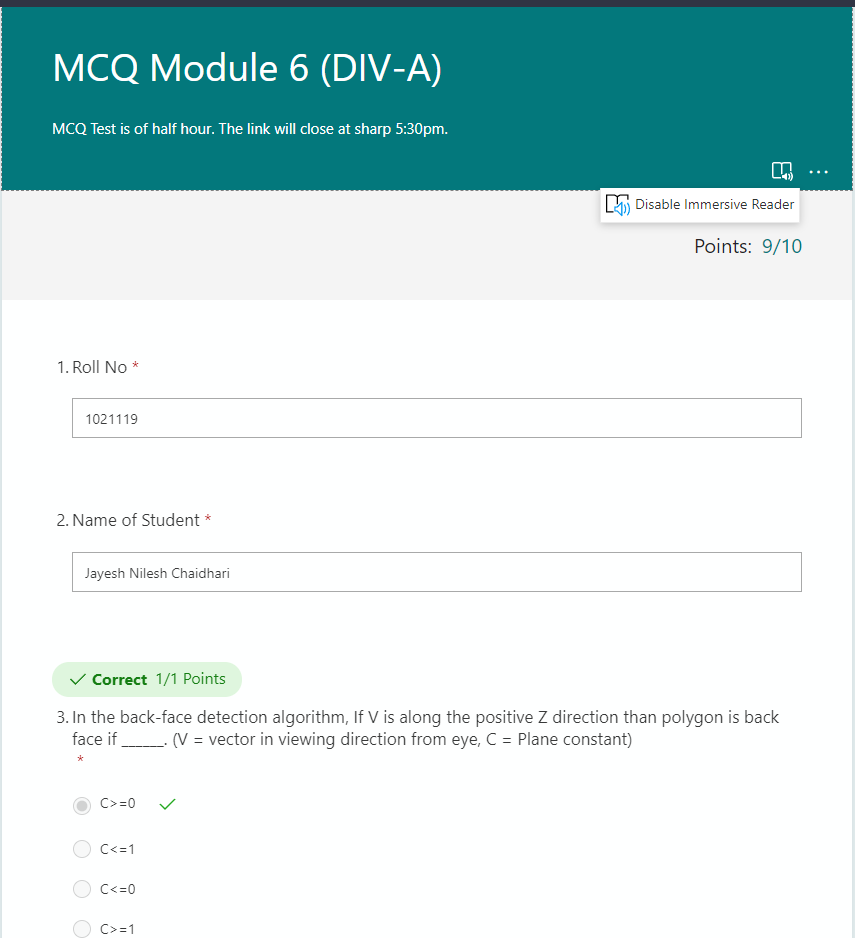 MCQ Module 6 (DIV-A)
MCQ Test is of half hour. The link will close at sharp 5:30pm.
...
Disable Immersive Reader
Points: 9/10
1. Roll No *
1021119
2. Name of Student *
Jayesh Nilesh Chaidhari
Correct 1/1 Points
3. In the back-face detection algorithm, If V is along the positive Z direction than polygon is back
face if ______. (V = vector in viewing direction from eye, C = Plane constant)
*
C>=0
C<=1
C<=0
C>=1